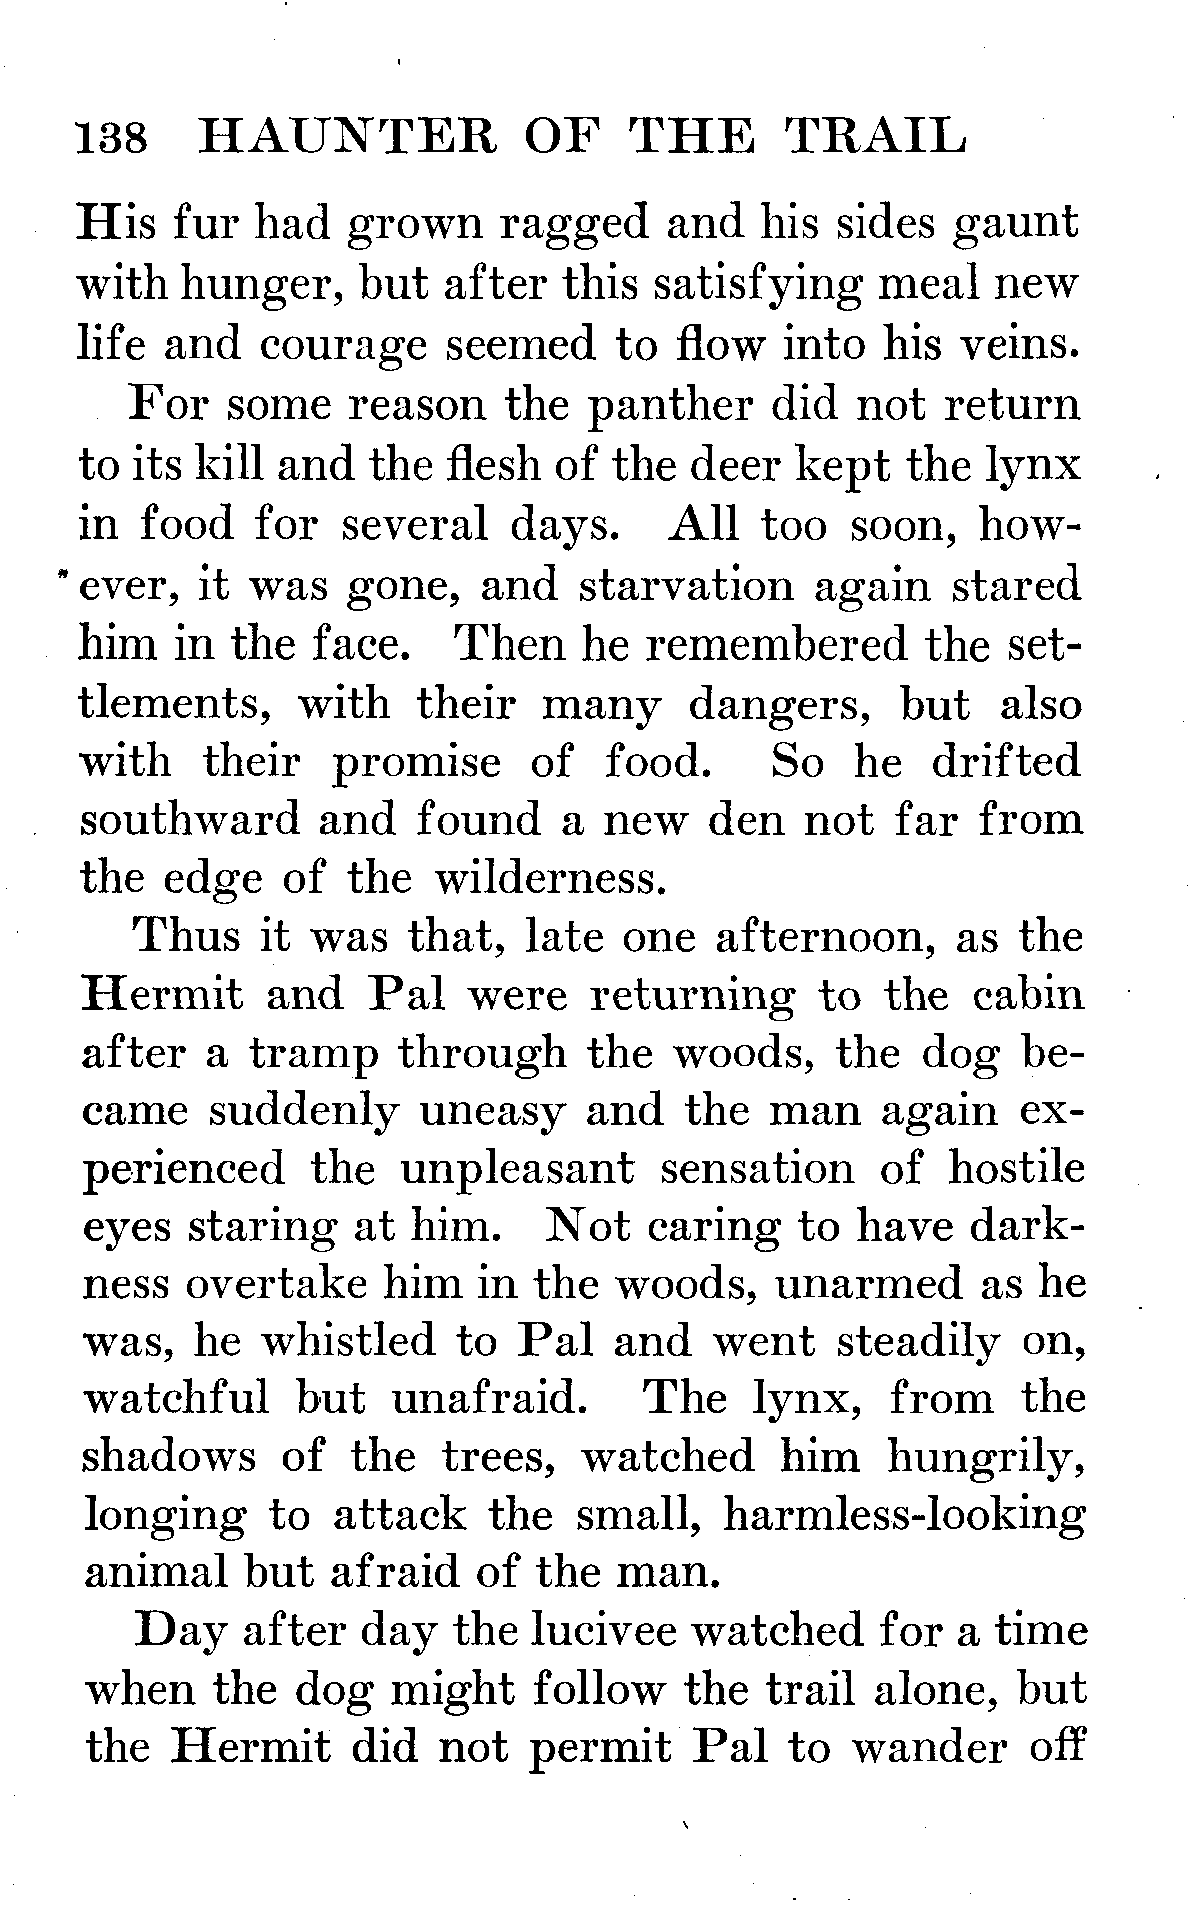 138 HAUNTER OF THE TRAIL
His fur had grown ragged and his sides gaunt
with hunger, but after this satisfying meal new
life and courage seemed to flow into his veins.
For some reason the panther did not return
to its kill and the flesh of the deer kept the lynx
in food for several days. All too soon, how-
ever, it was gone, and starvation again stared
him in the face. Then he remembered the set-
tlements, with their many dangers, but also
with their promise of food. So he drifted
southward and found a new den not far from
the edge of the wilderness.
Thus it was that, late one afternoon, as the
Hermit and Pal were returning to the cabin
after a tramp through the woods, the dog be-
came suddenly uneasy and the man again ex-
perienced the unpleasant sensation of hostile
eyes staring at him. Not caring to have dark-
ness overtake him in the woods, unarmed as he
was, he whistled to Pal and went steadily on,
watchful but unafraid. The lynx, from the
shadows of the trees, watched him hungrily,
longing to attack the small, harmless-looking
animal but afraid of the man.
Day after day the lucivee watched for a time
when the dog might follow the trail alone, but
the Hermit did not permit Pal to wander off